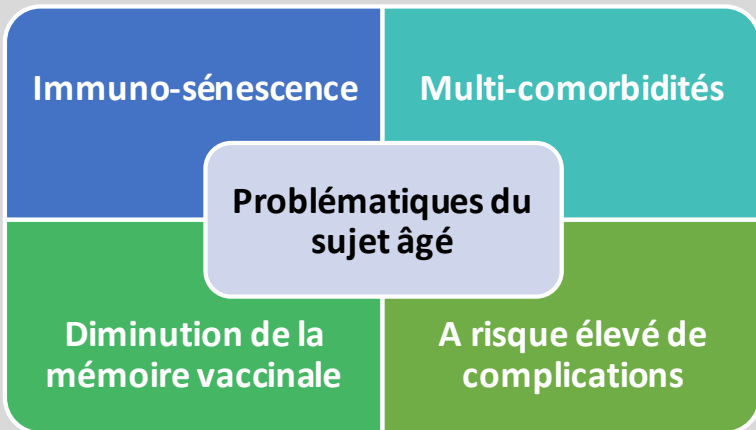 Immuno-sénescence
Multi-comorbidités
Problématiques du
sujet âgé
Diminution de la
mémoire vaccinale
A risque élevé de
complications